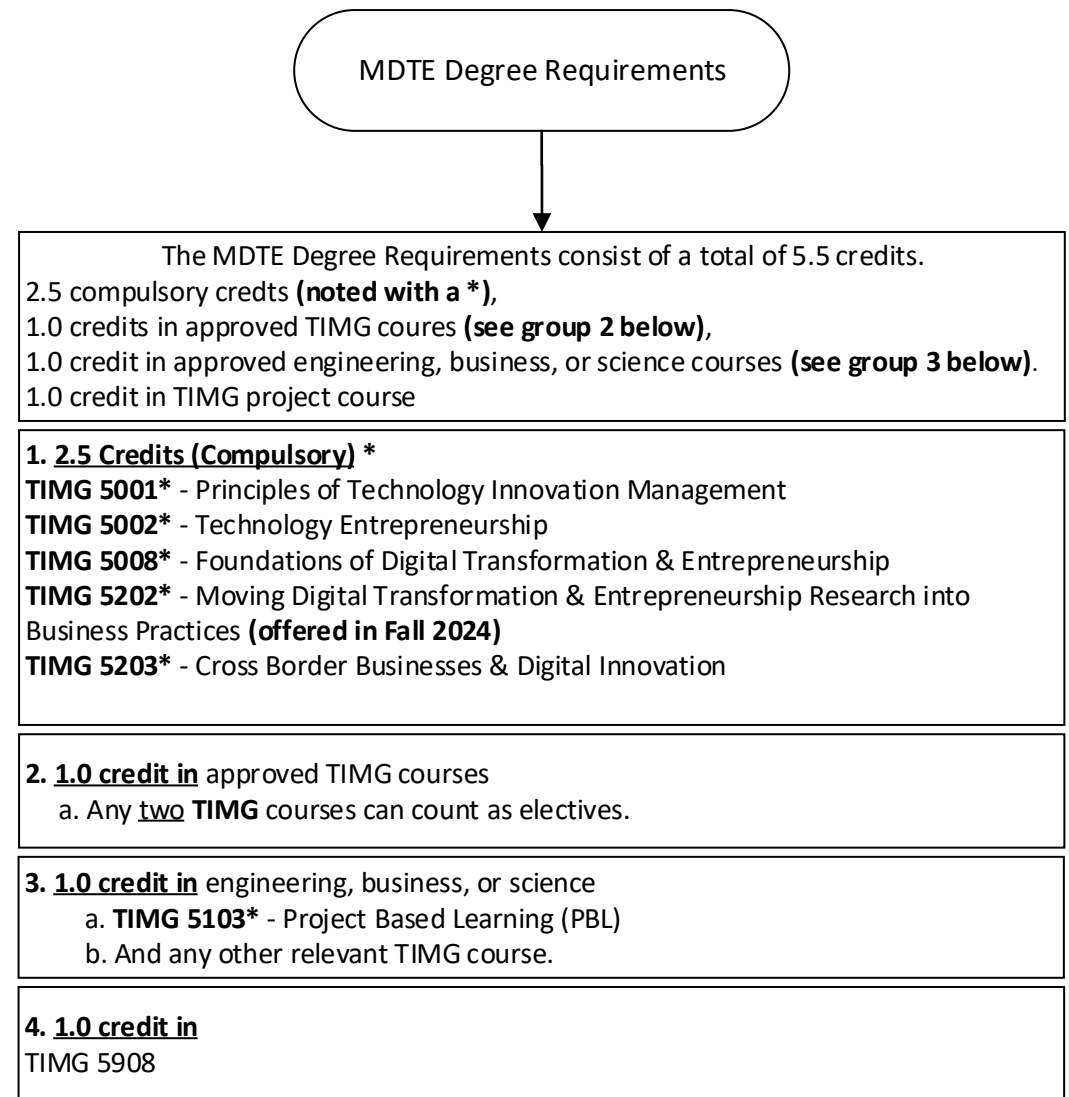 MDTE Degree Requirements
The MDTE Degree Requirements consist of a total of 5.5 credits.
2.5 compulsory credts (noted with a *),
1.0 credits in approved TIMG coures (see group 2 below),
1.0 credit in approved engineering, business, or science courses (see group 3 below).
1.0 credit in TIMG project course
1. 2.5 Credits (Compulsory) *
TIMG 5001* - Principles of Technology Innovation Management
TIMG 5002* - Technology Entrepreneurship
TIMG 5008* - Foundations of Digital Transformation & Entrepreneurship
TIMG 5202* - Moving Digital Transformation & Entrepreneurship Research into
Business Practices (offered in Fall 2024)
TIMG 5203* - Cross Border Businesses & Digital Innovation
2. 1.0 credit in approved TIMG courses
a. Any two TIMG courses can count as electives.
3. 1.0 credit in engineering, business, or science
a. TIMG 5103* - Project Based Learning (PBL)
b. And any other relevant TIMG course.
4. 1.0 credit in
TIMG 5908